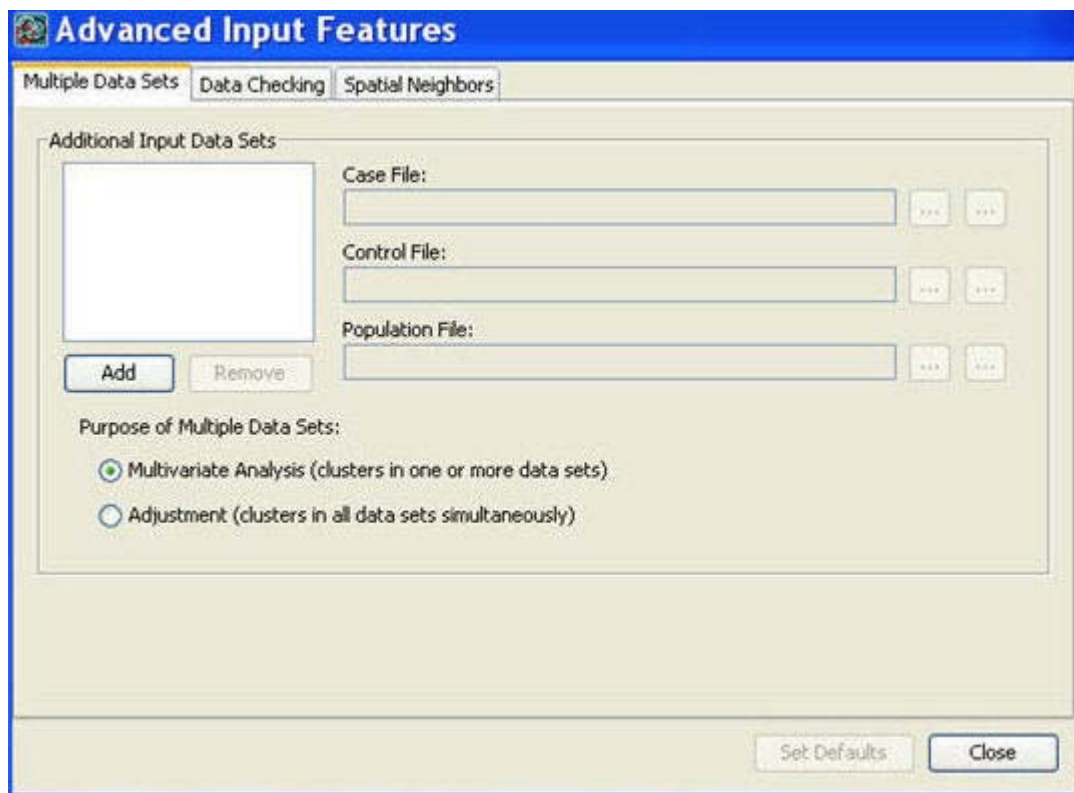 Advanced Input Features
Multiple Data Sets Data Checking Spatial Neighbors
Additional Input Data Sets
Case File:
... ...
Control File:
... ...
Population File:
... ...
Add Remove
Purpose of Multiple Data Sets:
Multivariate Analysis (clusters in one or more data sets)
Adjustment (clusters in all data sets simultaneously)
Set Defaults Close